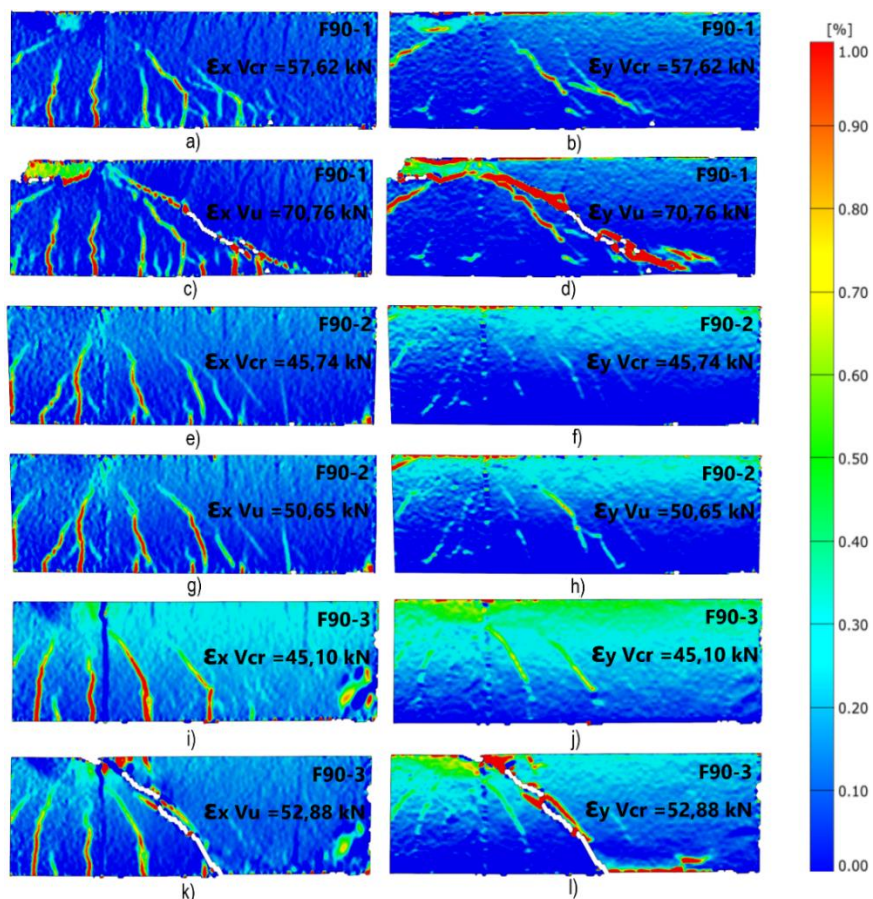 [%]
F90-1
εx Vcr =57,62 kN
a)
F90-1
εy Vcr =57,62 kN
b)
F90-1
εx Vu =70,76 kN
c)
F90-1
εy Vu =70,76 kN
d)
F90-2
εx Vcr =45,74 kN
e)
F90-2
εy Vcr =45,74 kN
f)
F90-2
εx Vu =50,65 kN
g)
F90-2
εy Vu =50,65 kN
h)
F90-3
εx Vcr =45,10 kN
i)
F90-3
εy Vcr =45,10 kN
j)
F90-3
εx Vu =52,88 kN
k)
F90-3
εy Vcr =52,88 kN
l)
1.00
0.90
0.80
0.70
0.60
0.50
0.40
0.30
0.20
0.10
0.00